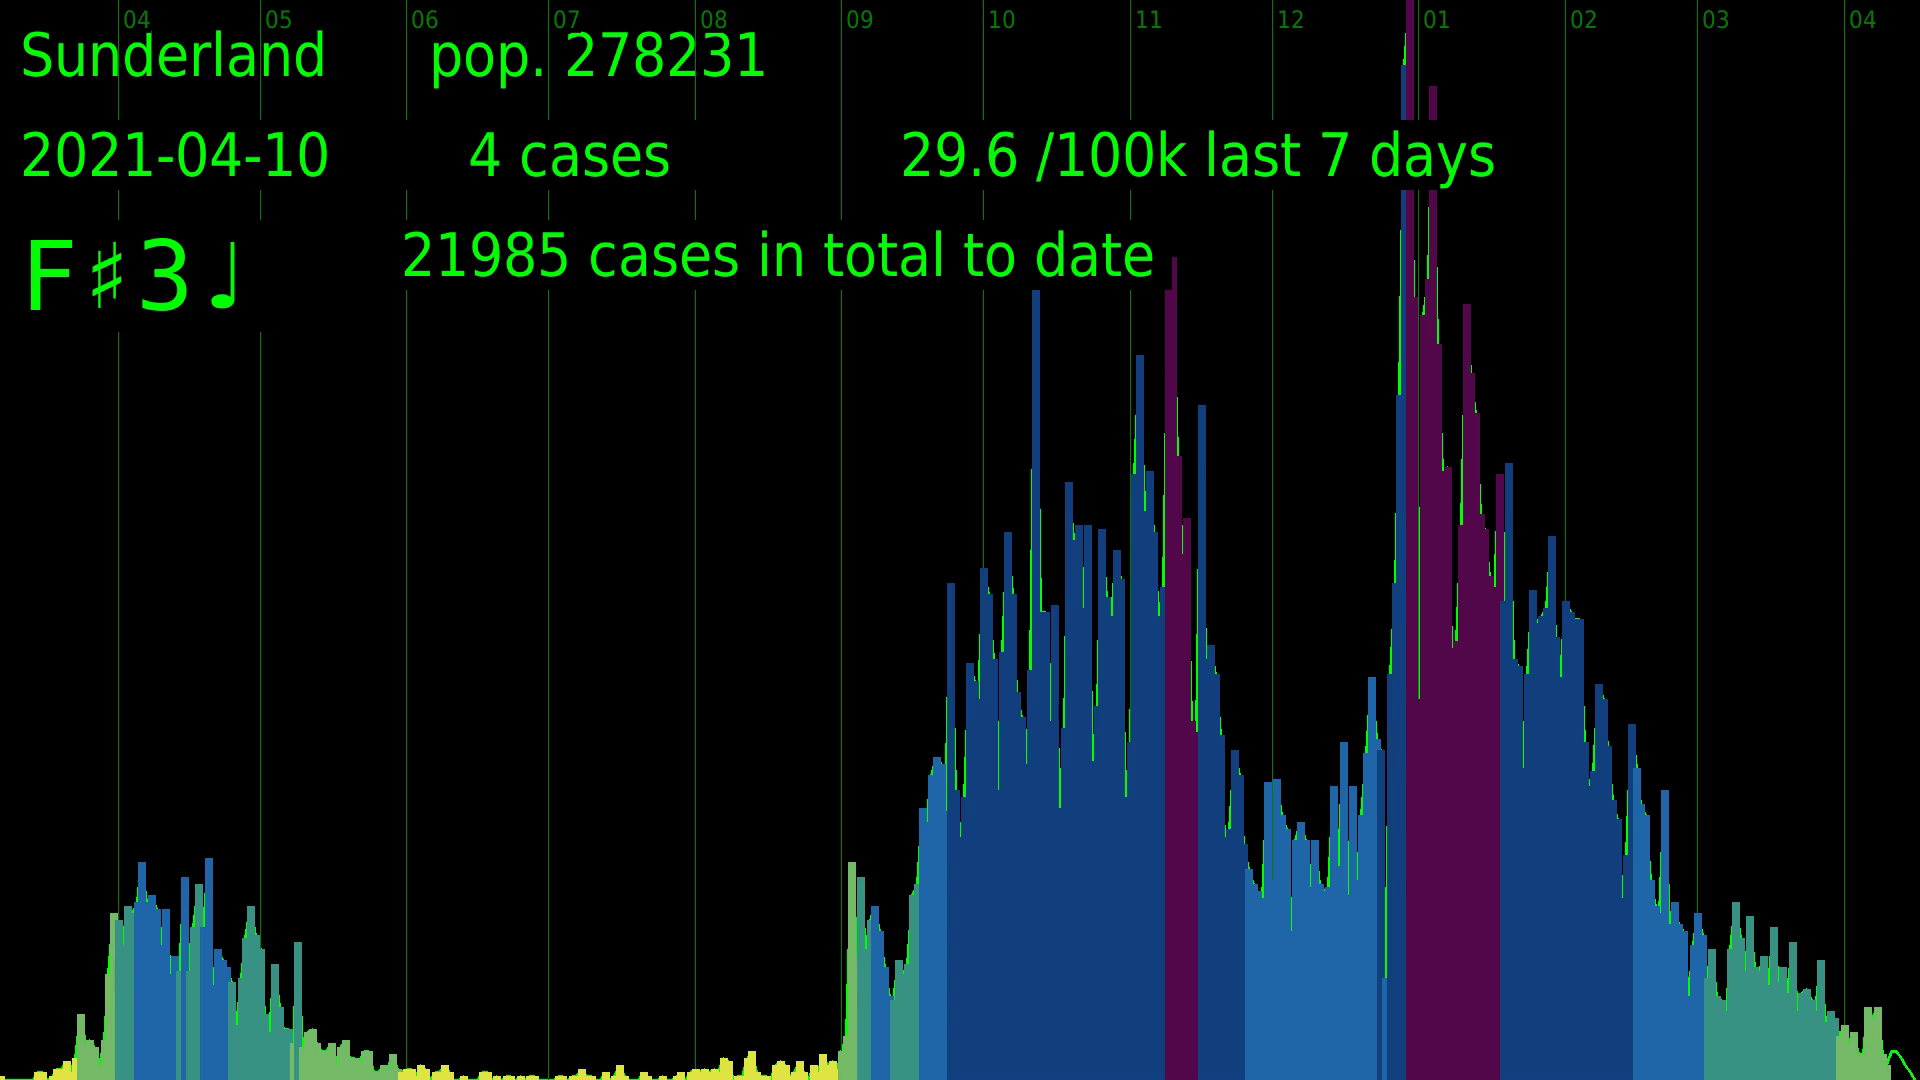 04 05 06 07 08 09 10 11 12 01 02 03 04
Sunderland pop. 278231
2021-04-10 4 cases 29.6 /100k last 7 days
F♯3♩ 21985 cases in total to date